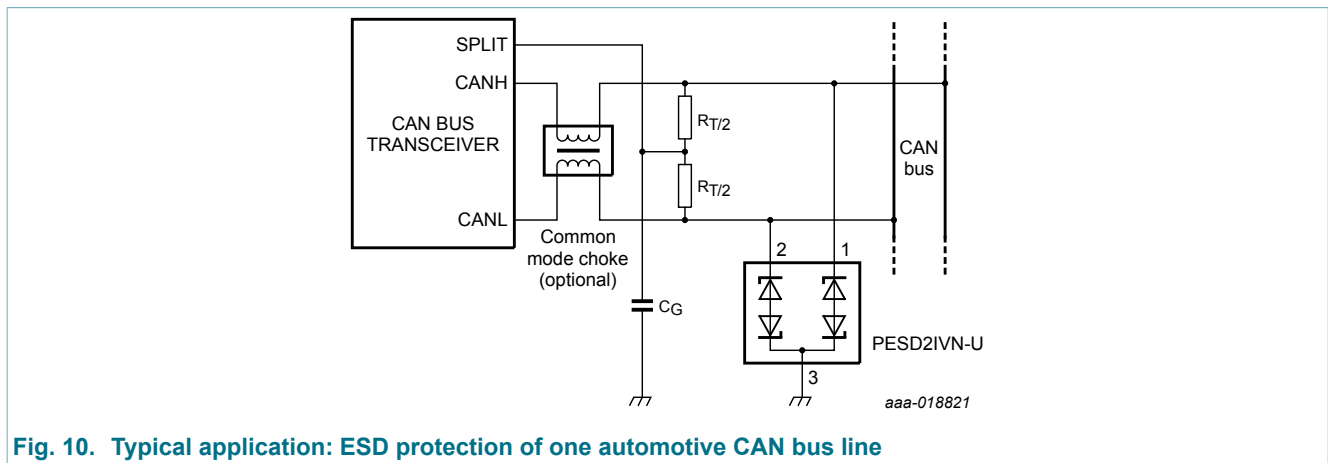 SPLIT
CANH
CAN BUS
TRANSCEIVER
CANL
Common
mode choke
(optional)
RT/2
RT/2
CG
CAN
bus
2
1
PESD2IVN-U
3
aaa-018821
Fig. 10. Typical application: ESD protection of one automotive CAN bus line